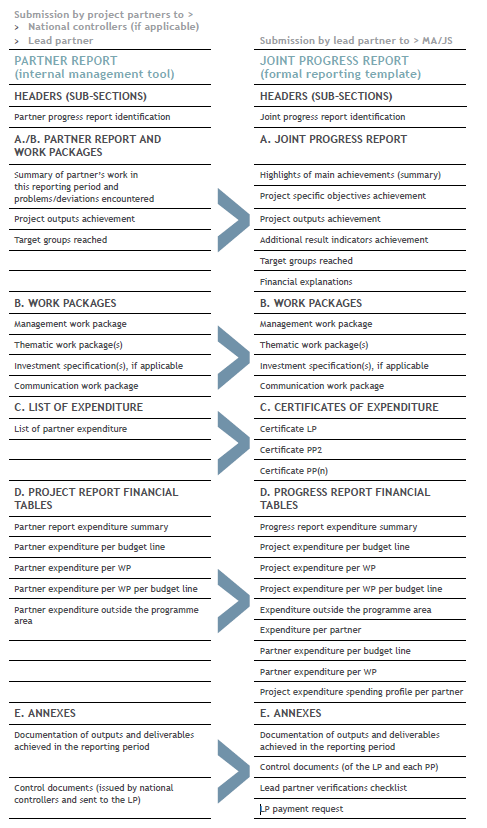 Submission by project partners to >
> National controllers (if applicable)
> Lead partner
PARTNER REPORT
(internal management tool)
HEADERS (SUB-SECTIONS)
Partner progress report identification
A./B. PARTNER REPORT AND
WORK PACKAGES
Summary of partner's work in
this reporting period and
problems/deviations encountered
Project outputs achievement
Target groups reached
B. WORK PACKAGES
Management work package
Thematic work package(s)
Investment specification(s), if applicable
Communication work package
C. LIST OF EXPENDITURE
List of partner expenditure
D. PROJECT REPORT FINANCIAL
TABLES
Partner report expenditure summary
Partner expenditure per budget line
Partner expenditure per WP
Partner expenditure per WP per budget line
Partner expenditure outside the programme
area
E. ANNEXES
Documentation of outputs and deliverables
achieved in the reporting period
Control documents (issued by national
controllers and sent to the LP)
Submission by lead partner to > MA/JS
JOINT PROGRESS REPORT
(formal reporting template)
HEADERS (SUB-SECTIONS)
Joint progress report identification
A. JOINT PROGRESS REPORT
Highlights of main achievements (summary)
Project specific objectives achievement
Project outputs achievement
Additional result indicators achievement
Target groups reached
Financial explanations
B. WORK PACKAGES
Management work package
Thematic work package(s)
Investment specification(s), if applicable
Communication work package
C. CERTIFICATES OF EXPENDITURE
Certificate LP
Certificate PP2
Certificate PP(n)
D. PROGRESS REPORT FINANCIAL
TABLES
Progress report expenditure summary
Project expenditure per budget line
Project expenditure per WP
Project expenditure per WP per budget line
Expenditure outside the programme area
Expenditure per partner
Partner expenditure per budget line
Partner expenditure per WP
Project expenditure spending profile per partner
E. ANNEXES
Documentation of outputs and deliverables
achieved in the reporting period
Control documents (of the LP and each PP)
Lead partner verifications checklist
LP payment request